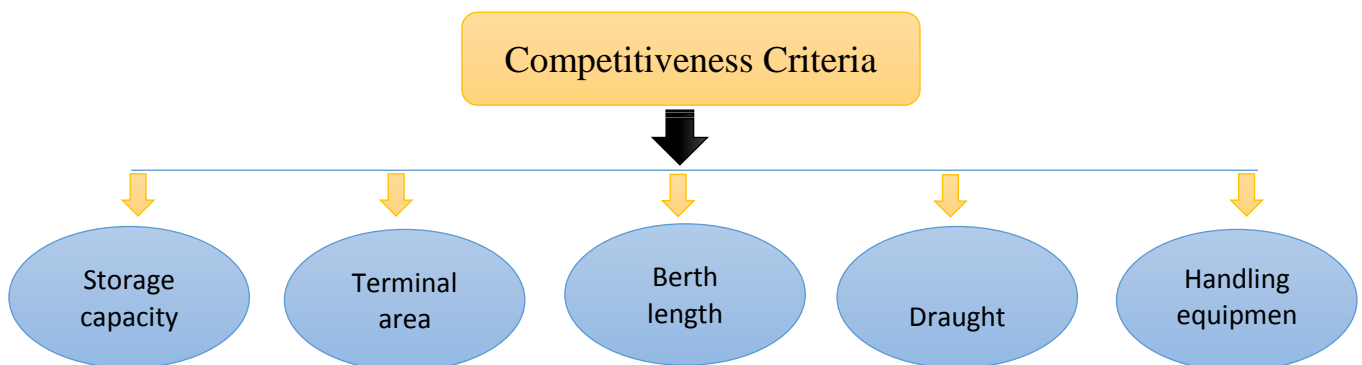 Competitiveness Criteria
Storage
capacity
Terminal
area
Berth
length
Draught
Handling
equipmen